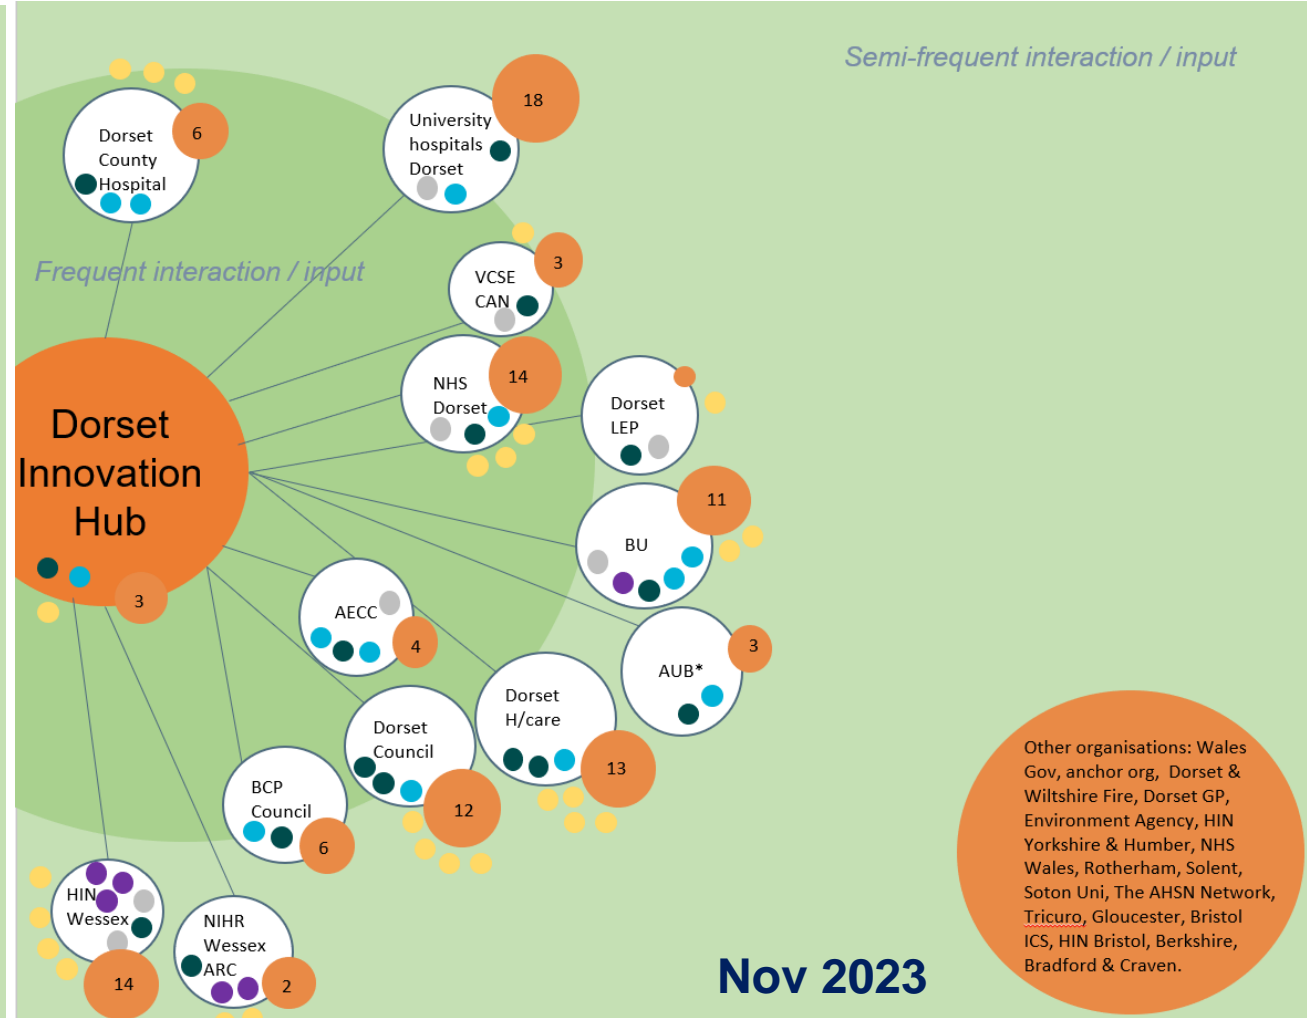 Semi-frequent interaction / input
18
University
hospitals
Dorset
6
Dorset
County
Hospital
Frequent interaction / input
3
VCSE
CAN
14
NHS
Dorset
Dorset
LEP
Dorset
Innovation
Hub
3
11
BU
AECC
4
3
AUB*
Dorset
H/care
13
Dorset
Council
12
BCP
Council
6
HIN
Wessex
14
NIHR
Wessex
ARC
2
Nov 2023
Other organisations: Wales
Gov, anchor org, Dorset &
Wiltshire Fire, Dorset GP,
Environment Agency, HIN
Yorkshire & Humber, NHS
Wales, Rotherham, Solent,
Soton Uni, The AHSN Network,
Tricuro, Gloucester, Bristol
ICS, HIN Bristol, Berkshire,
Bradford & Craven.